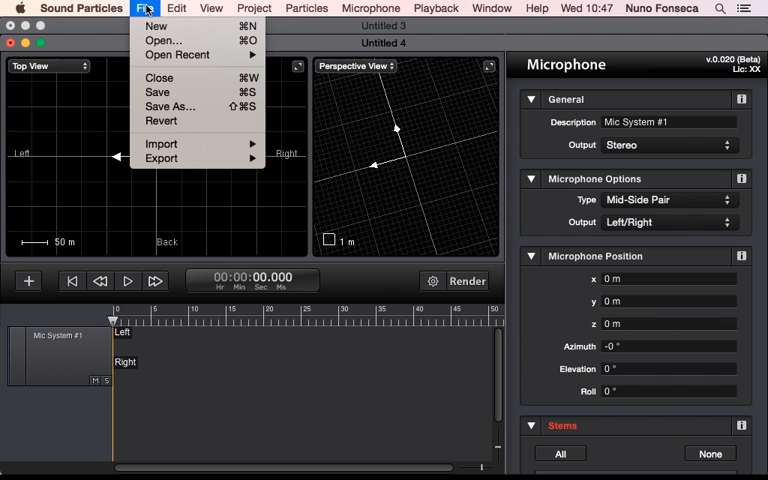 Sound Particles File Edit View Project Particles Microphone Playback Window Help Wed 10:47 Nuno Fonseca
Untitled 3
Untitled 4
New ⌘N
Open... ⌘O
Open Recent
Close ⌘W
Save ⌘S
Save As... ⇧⌘S
Revert
Import
Export
Top View
Left
Right
50 m
Back
Perspective View
1 m
00:00:00.000
Hr Min Sec Ms
Render
0 5 10 15 20 25 30 35 40 45 50
Mic System #1
M S
Left
Right
Microphone
v.0.020 (Beta)
Lic: XX
General
Description Mic System #1
Output Stereo
Microphone Options
Type Mid-Side Pair
Output Left/Right
Microphone Position
x 0 m
y 0 m
z 0 m
Azimuth -0 °
Elevation 0 °
Roll 0 °
Stems
All None